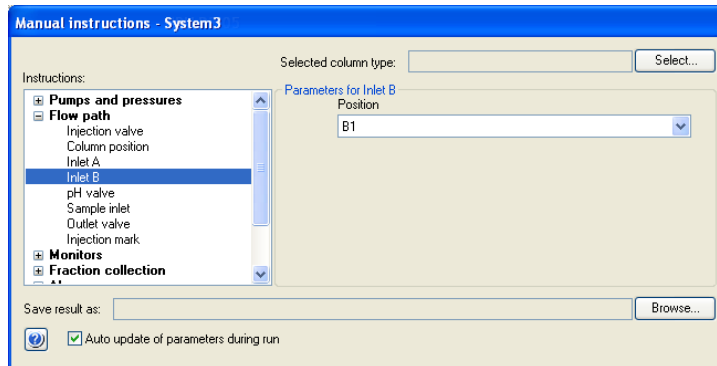 Manual instructions - System3
Selected column type:
Select...
Instructions:
Pumps and pressures
Flow path
Injection valve
Column position
Inlet A
Inlet B
pH valve
Sample inlet
Outlet valve
Injection mark
Monitors
Fraction collection
Parameters for Inlet B
Position
B1
Save result as:
Browse...
Auto update of parameters during run